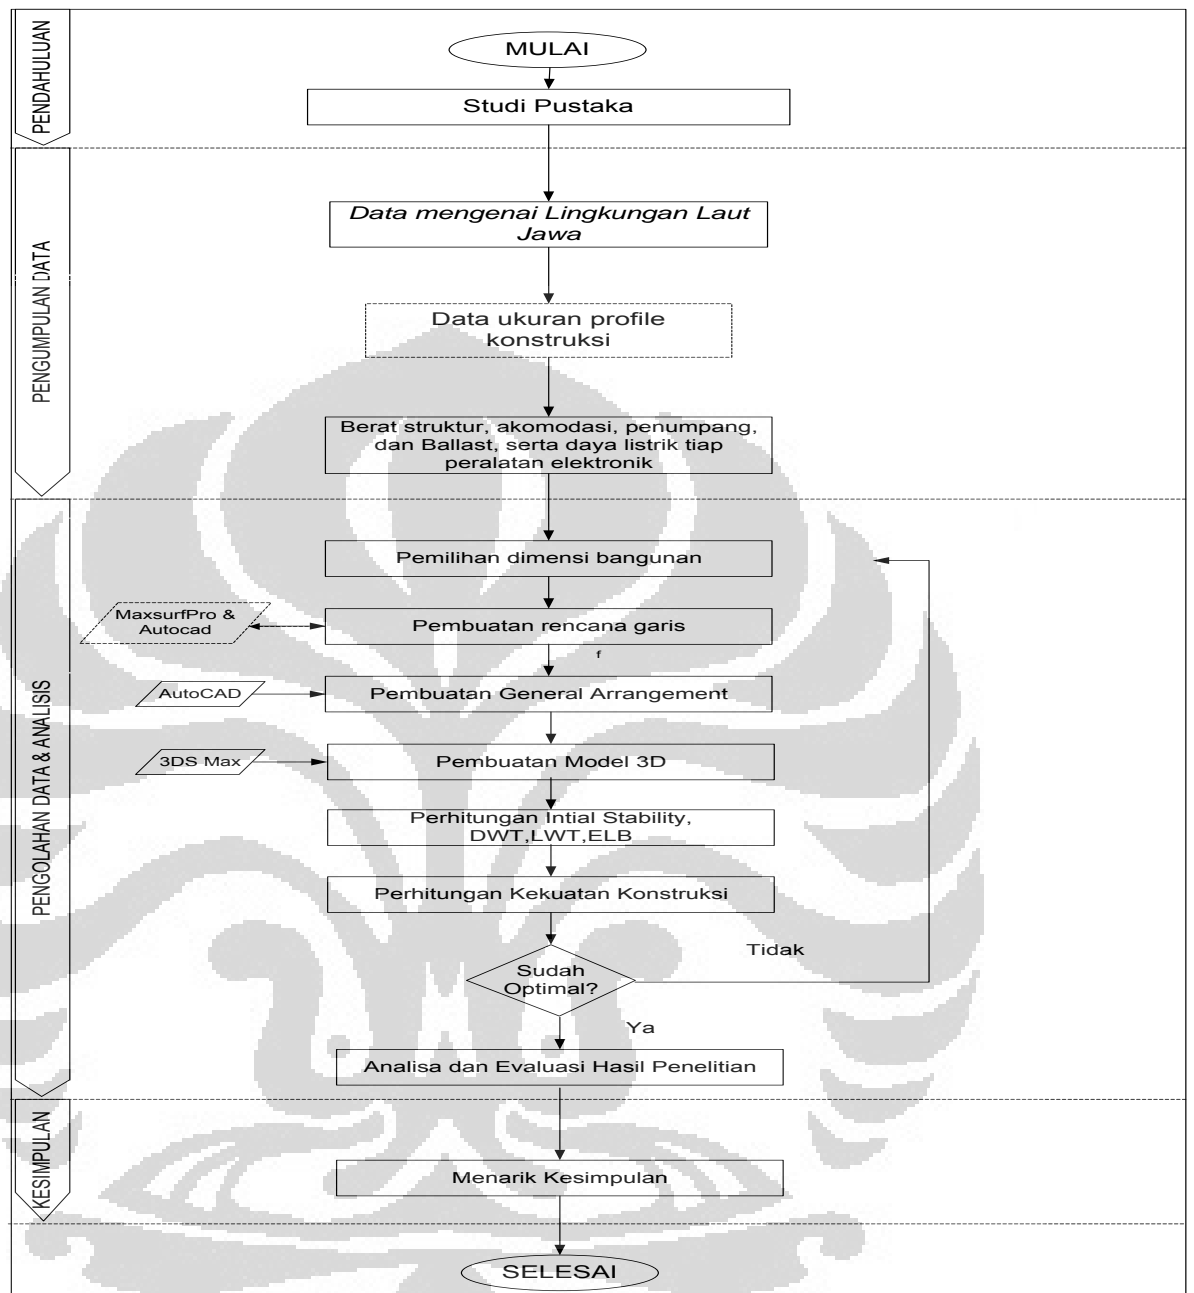 PENDAHULUAN
MULAI
Studi Pustaka
PENGUMPULAN DATA
Data mengenai Lingkungan Laut
Jawa
Data ukuran profile
konstruksi
Berat struktur, akomodasi, penumpang,
dan Ballast, serta daya listrik tiap
peralatan elektronik
PENGOLAHAN DATA & ANALISIS
Pemilihan dimensi bangunan
MaxsurfPro &
Autocad
Pembuatan rencana garis
f
AutoCAD
Pembuatan General Arrangement
3DS Max
Pembuatan Model 3D
Perhitungan Intial Stability,
DWT,LWT,ELB
Perhitungan Kekuatan Konstruksi
Sudah
Optimal?
Tidak
Ya
Analisa dan Evaluasi Hasil Penelitian
KESIMPULAN
Menarik Kesimpulan
SELESAI